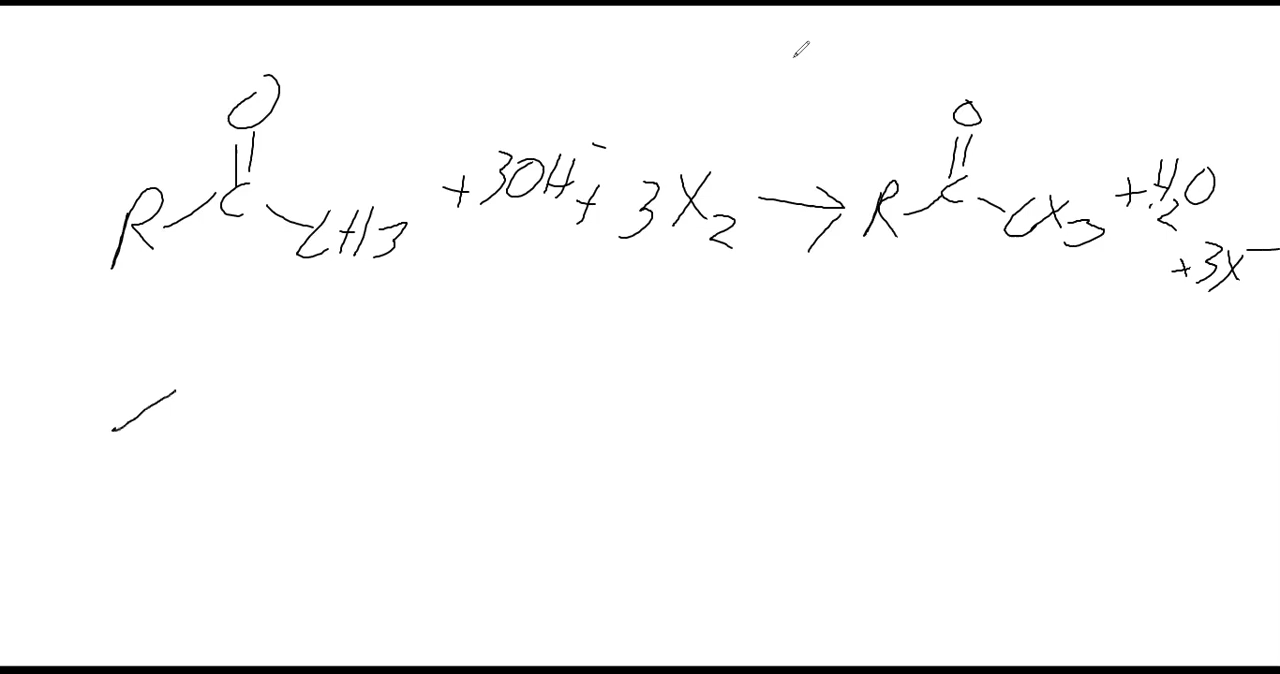 O O
R C CH3 +3OH⁻ + 3X₂ → R C CX₃ + H₂O
+3X⁻